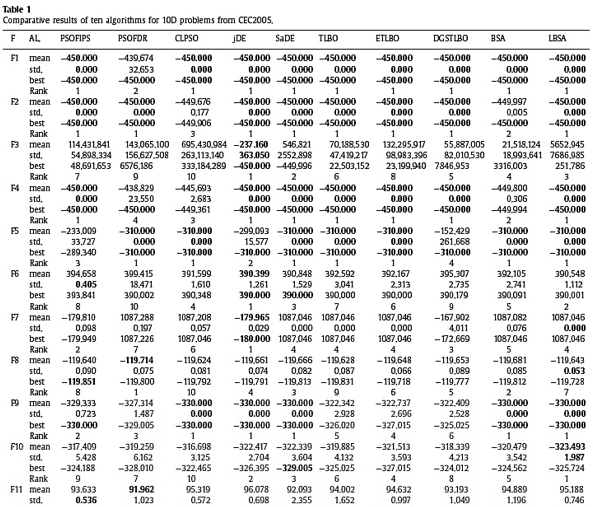 Table 1
Comparative results of ten algorithms for 10D problems from CEC2005.
F AL. PSOFIPS PSOFDR CLPSO jDE SaDE TLBO ETLBO DGSTLBO BSA LBSA
F1 mean −450.000 −439,674 −450.000 −450.000 −450.000 −450.000 −450.000 −450.000 −450.000 −450.000
std. 0.000 32,653 0.000 0.000 0.000 0.000 0.000 0.000 0.000 0.000
best −450.000 −450.000 −450.000 −450.000 −450.000 −450.000 −450.000 −450.000 −450.000 −450.000
Rank 1 2 1 1 1 1 1 1 1 1
F2 mean −450.000 −450.000 −449,676 −450.000 −450.000 −450.000 −450.000 −450.000 −449,997 −450.000
std. 0.000 0.000 0,177 0.000 0.000 0.000 0.000 0.000 0,005 0.000
best −450.000 −450.000 −449,906 −450.000 −450.000 −450.000 −450.000 −450.000 −450.000 −450.000
Rank 1 1 3 1 1 1 1 1 2 1
F3 mean 114,431,841 143,065,100 695,430,984 −237.160 546,821 70,188,530 132,295,917 55,887,005 21,518,124 5652,945
std. 54,898,334 156,627,508 263,113,140 363.050 2552,898 47,419,217 98,983,396 82,010,530 18,993,641 7686,985
best 48,691,653 6576,186 333,184,289 −450.000 −449,996 22,503,152 23,199,940 7846,953 3316,003 251,786
Rank 7 9 10 1 2 6 8 5 4 3
F4 mean −450.000 −438,829 −445,693 −450.000 −450.000 −450.000 −450.000 −450.000 −449,800 −450.000
std. 0.000 23,550 2,683 0.000 0.000 0.000 0.000 0.000 0,306 0.000
best −450.000 −450.000 −449,361 −450.000 −450.000 −450.000 −450.000 −450.000 −449,994 −450.000
Rank 1 4 3 1 1 1 1 1 2 1
F5 mean −233,009 −310.000 −310.000 −299,093 −310.000 −310.000 −310.000 −152,429 −310.000 −310.000
std. 33.727 0.000 0.000 15,577 0.000 0.000 0.000 261,668 0.000 0.000
best −289,340 −310.000 −310.000 −310.000 −310.000 −310.000 −310.000 −310.000 −310.000 −310.000
Rank 3 1 1 2 1 1 1 4 1 1
F6 mean 394,658 399,415 391,599 390.399 390,848 392,592 392,167 395,307 392,105 390,548
std. 0.405 18,471 1,610 1,261 1,529 3,041 2,313 2,735 2,741 1,112
best 393,841 390,002 390,348 390.000 390.000 390,000 390,000 390,179 390,091 390,001
Rank 8 10 4 1 3 7 6 9 5 2
F7 mean −179,810 1087,288 1087,208 −179.965 1087,046 1087,046 1087,046 −167,902 1087,082 1087,046
std. 0,098 0,197 0,057 0,029 0,000 0,000 0,000 4,011 0,076 0.000
best −179,949 1087,226 1087,046 −180.000 1087,046 1087,046 1087,046 −172,669 1087,046 1087,046
Rank 2 7 6 1 4 4 4 3 5 4
F8 mean −119,640 −119.714 −119,624 −119,661 −119,666 −119,628 −119,648 −119,653 −119,681 −119,643
std. 0,090 0,075 0,081 0,074 0,082 0,087 0,066 0,089 0,085 0.053
best −119.851 −119,800 −119,792 −119,791 −119,813 −119,831 −119,718 −119,777 −119,812 −119,728
Rank 8 1 10 4 3 9 6 5 2 7
F9 mean −329,333 −327,314 −330.000 −330.000 −330.000 −322,342 −322,737 −322,409 −330.000 −330.000
std. 0,723 1,487 0.000 0.000 0.000 2,928 2,696 2,528 0.000 0.000
best −330.000 −329,005 −330.000 −330.000 −330.000 −326,020 −327,015 −325,025 −330.000 −330.000
Rank 2 3 1 1 1 5 4 6 1 1
F10 mean −317,409 −319,259 −316,698 −322,417 −322,339 −319,885 −321,513 −318,339 −320,479 −323.493
std. 5,428 6,162 3,125 2,704 3,604 4,132 3,593 4,213 3,542 1.987
best −324,188 −328,010 −322,465 −326,395 −329.005 −325,025 −327,015 −324,012 −324,562 −325,724
Rank 9 7 10 2 3 6 4 8 5 1
F11 mean 93,633 91.962 95,319 96,078 92,093 94,002 94,632 93,193 94,889 95,188
std. 0.536 1,023 0,572 0,698 2,355 1,652 0,997 1,049 1,196 0,746